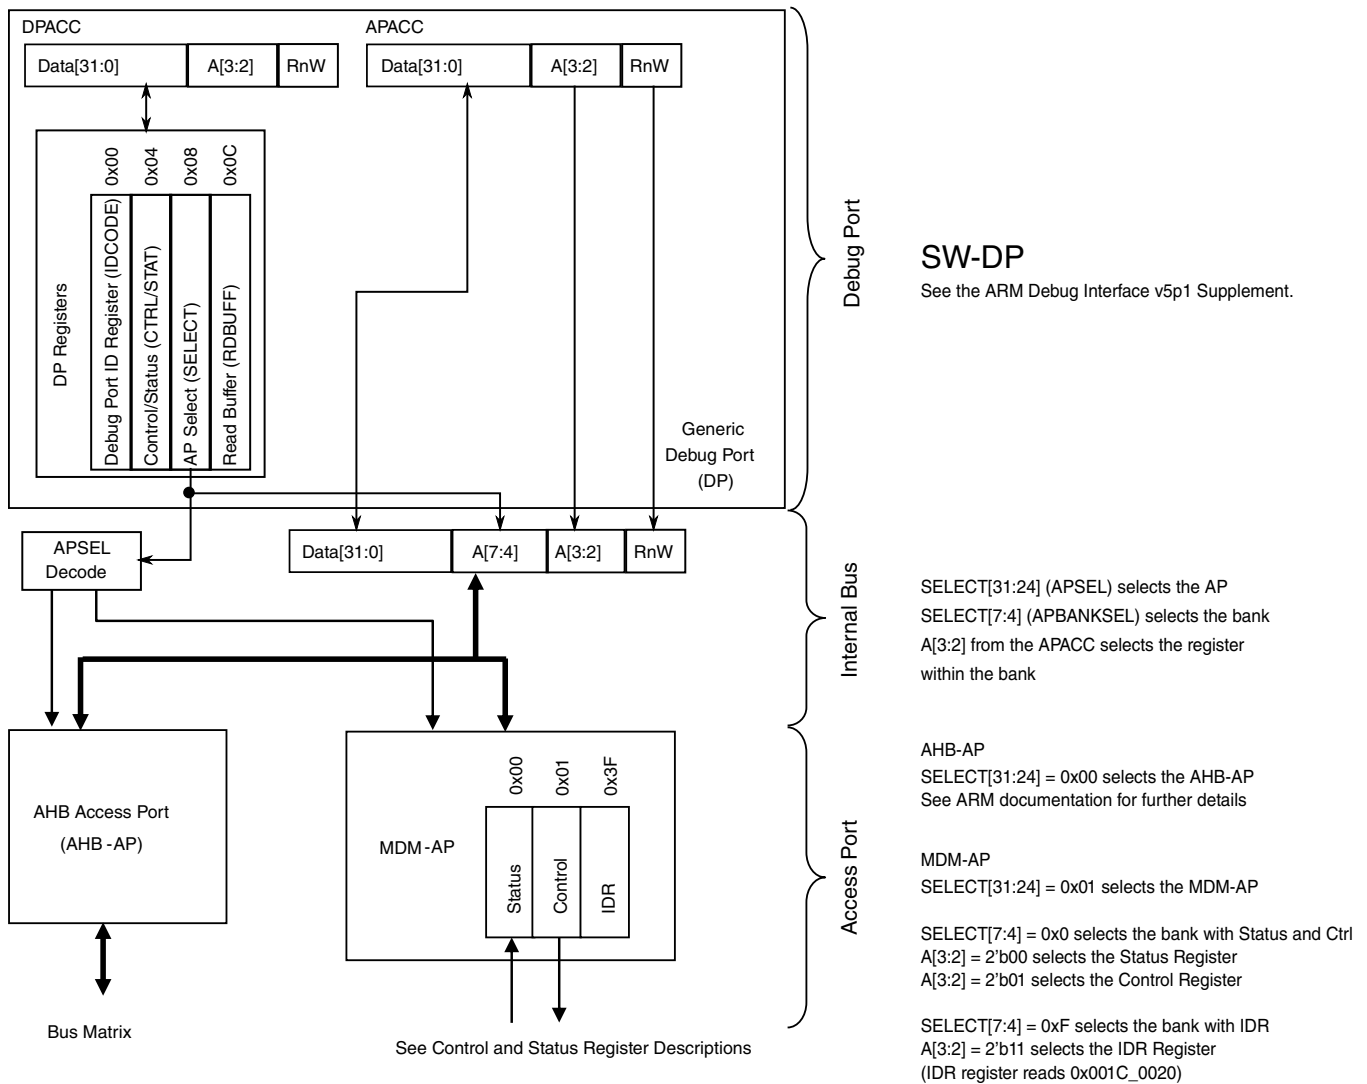 DPACC
APACC
Data[31:0]
A[3:2]
RnW
Data[31:0]
A[3:2]
RnW
DP Registers
0x00
0x04
0x08
0x0C
Debug Port ID Register (IDCODE)
Control/Status (CTRL/STAT)
AP Select (SELECT)
Read Buffer (RDBUFF)
Generic
Debug Port
(DP)
Debug Port
SW-DP
See the ARM Debug Interface v5p1 Supplement.
APSEL
Decode
Data[31:0]
A[7:4]
A[3:2]
RnW
Internal Bus
SELECT[31:24] (APSEL) selects the AP
SELECT[7:4] (APBANKSEL) selects the bank
A[3:2] from the APACC selects the register
within the bank
AHB Access Port
(AHB-AP)
Bus Matrix
MDM-AP
0x00
0x01
0x3F
Status
Control
IDR
See Control and Status Register Descriptions
Access Port
AHB-AP
SELECT[31:24] = 0x00 selects the AHB-AP
See ARM documentation for further details
MDM-AP
SELECT[31:24] = 0x01 selects the MDM-AP
SELECT[7:4] = 0x0 selects the bank with Status and Ctrl
A[3:2] = 2'b00 selects the Status Register
A[3:2] = 2'b01 selects the Control Register
SELECT[7:4] = 0xF selects the bank with IDR
A[3:2] = 2'b11 selects the IDR Register
(IDR register reads 0x001C_0020)